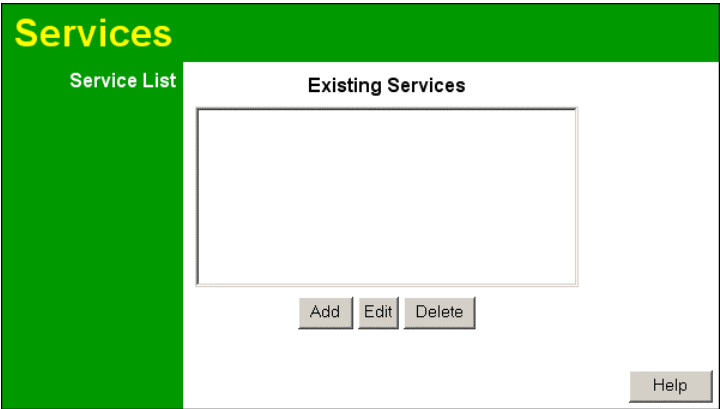 Services
Service List
Existing Services
Add Edit Delete
Help